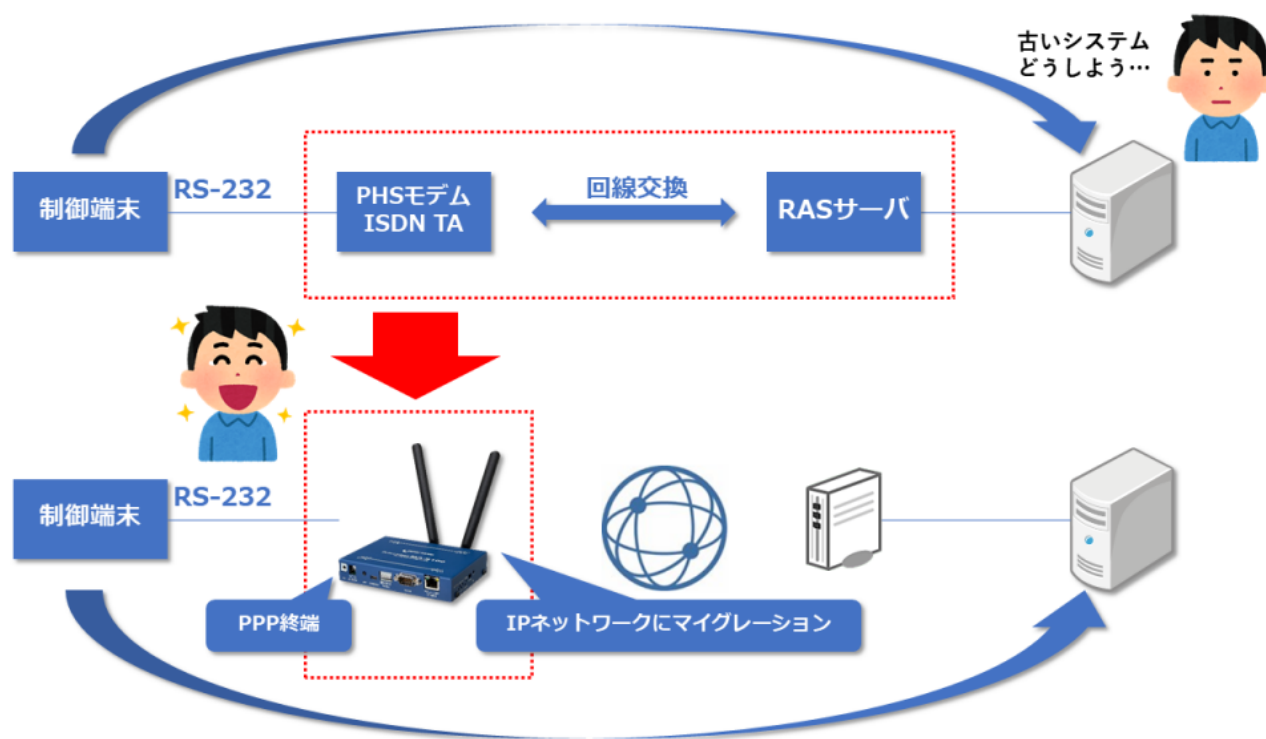 古いシステム
どうしよう…
制御端末
RS-232
PHSモデム
ISDN TA
回線交換
RASサーバ
制御端末
RS-232
PPP終端
IPネットワークにマイグレーション